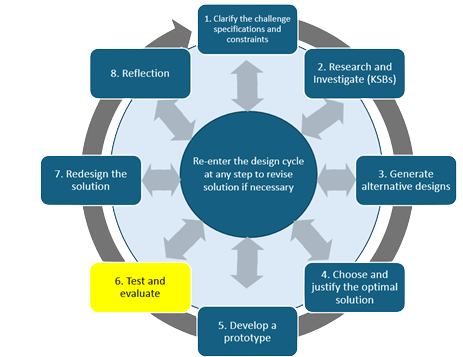 1. Clarify the challenge
specifications and
constraints
2. Research and
Investigate (KSBs)
3. Generate
alternative designs
4. Choose and
justify the optimal
solution
5. Develop a
prototype
6. Test and
evaluate
7. Redesign the
solution
8. Reflection
Re-enter the design cycle
at any step to revise
solution if necessary